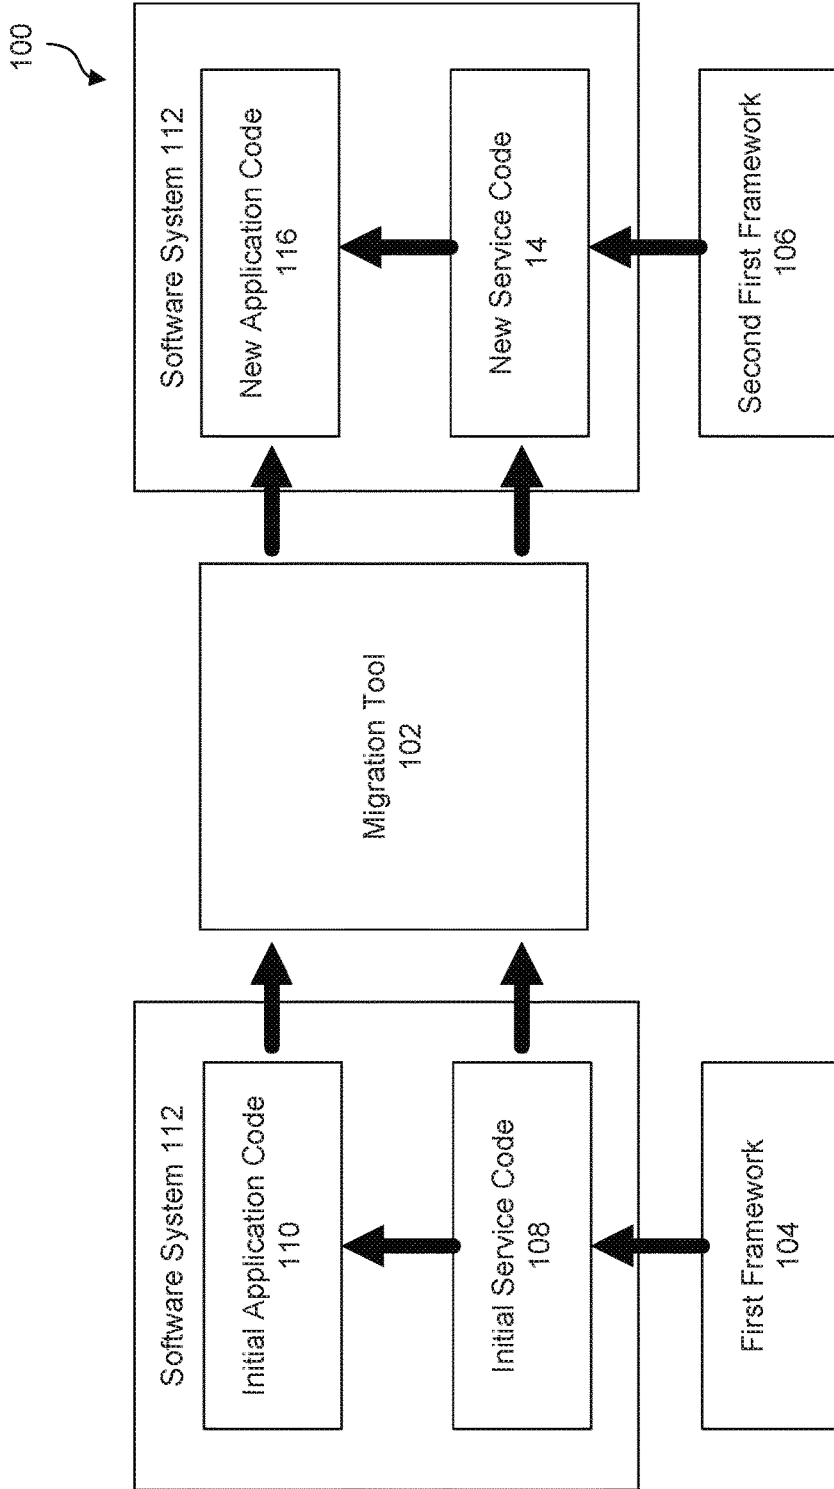 100
Software System 112
Initial Application Code
110
Initial Service Code
108
First Framework
104
Migration Tool
102
Software System 112
New Application Code
116
New Service Code
14
Second First Framework
106